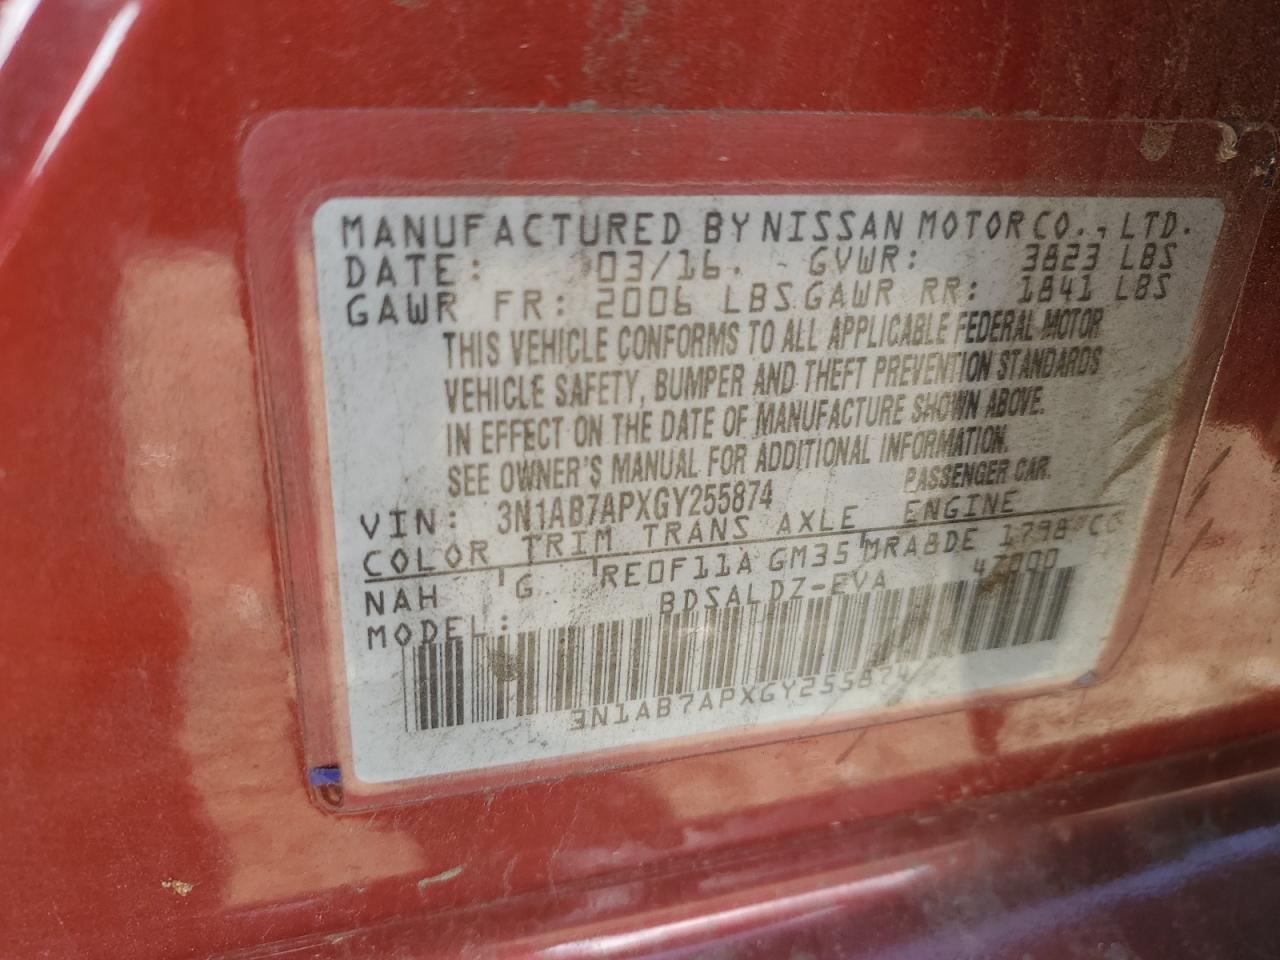 MANUFACTURED BY NISSAN MOTOR CO., LTD.
DATE: 03/16. GVWR: 3823 LBS
GAWR FR: 2006 LBS. GAWR RR: 1841 LBS
THIS VEHICLE CONFORMS TO ALL APPLICABLE FEDERAL MOTOR
VEHICLE SAFETY, BUMPER AND THEFT PREVENTION STANDARDS
IN EFFECT ON THE DATE OF MANUFACTURE SHOWN ABOVE.
SEE OWNER'S MANUAL FOR ADDITIONAL INFORMATION.
PASSENGER CAR.
VIN: 3N1AB7APXGY255874
COLOR TRIM TRANS AXLE ENGINE
NAH G RE0F11A GM35 MRA8DE 1798 CC
MODEL: BDSALDZ-EVA
3N1AB7APXGY255874